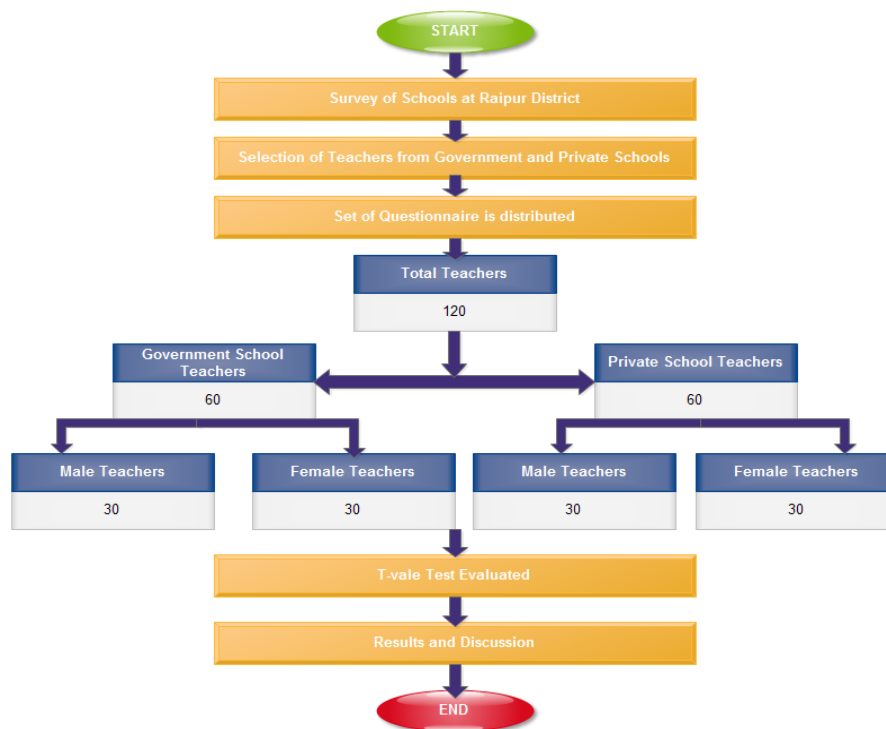 START
Survey of Schools at Raipur District
Selection of Teachers from Government and Private Schools
Set of Questionnaire is distributed
Total Teachers
120
Government School
Teachers
60
Private School Teachers
60
Male Teachers
30
Female Teachers
30
Male Teachers
30
Female Teachers
30
T-vale Test Evaluated
Results and Discussion
END